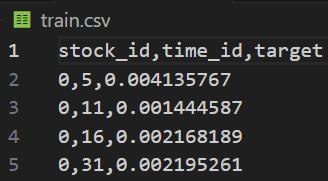 train.csv
1 stock_id,time_id,target
2 0,5,0.004135767
3 0,11,0.001444587
4 0,16,0.002168189
5 0,31,0.002195261